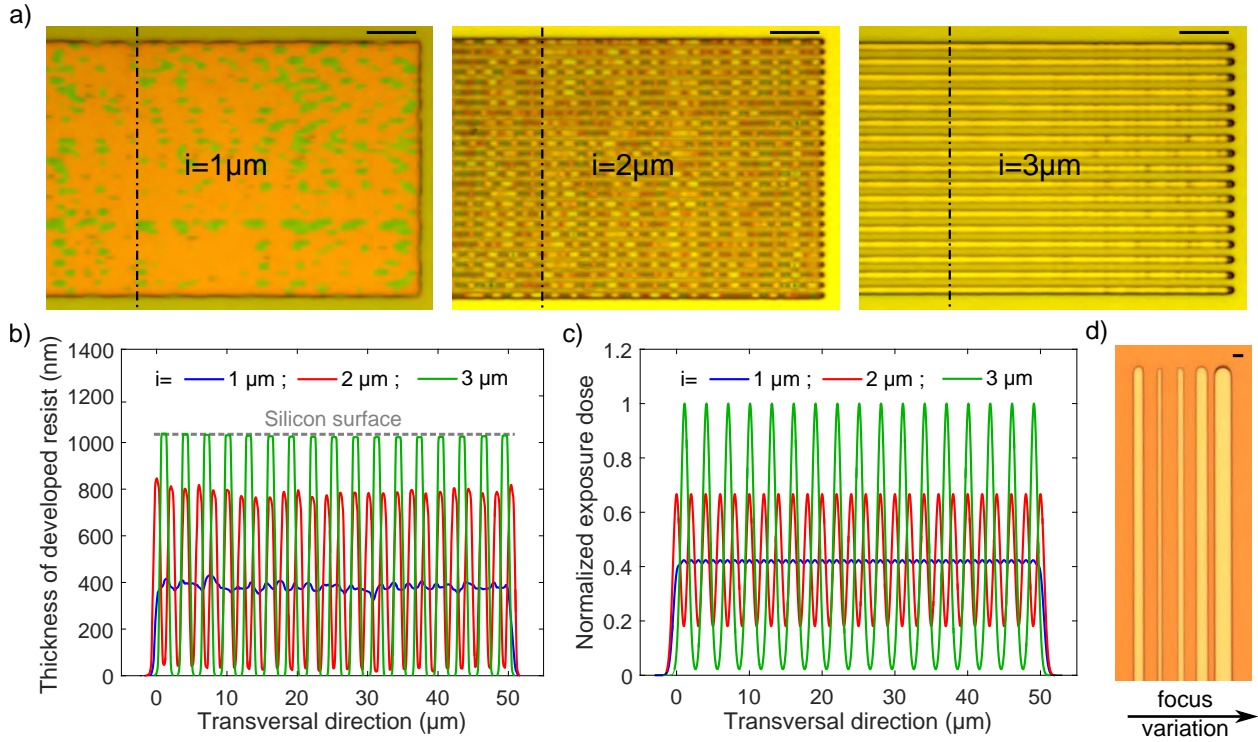 a)
i=1µm
i=2µm
i=3µm
b)
Thickness of developed resist (nm)
1400
1200
1000
800
600
400
200
0
i= 1 µm ; 2 µm ; 3 µm
Silicon surface
0 10 20 30 40 50
Transversal direction (µm)
c)
Normalized exposure dose
1.2
1
0.8
0.6
0.4
0.2
0
i= 1 µm ; 2 µm ; 3 µm
0 10 20 30 40 50
Transversal direction (µm)
d)
focus
variation